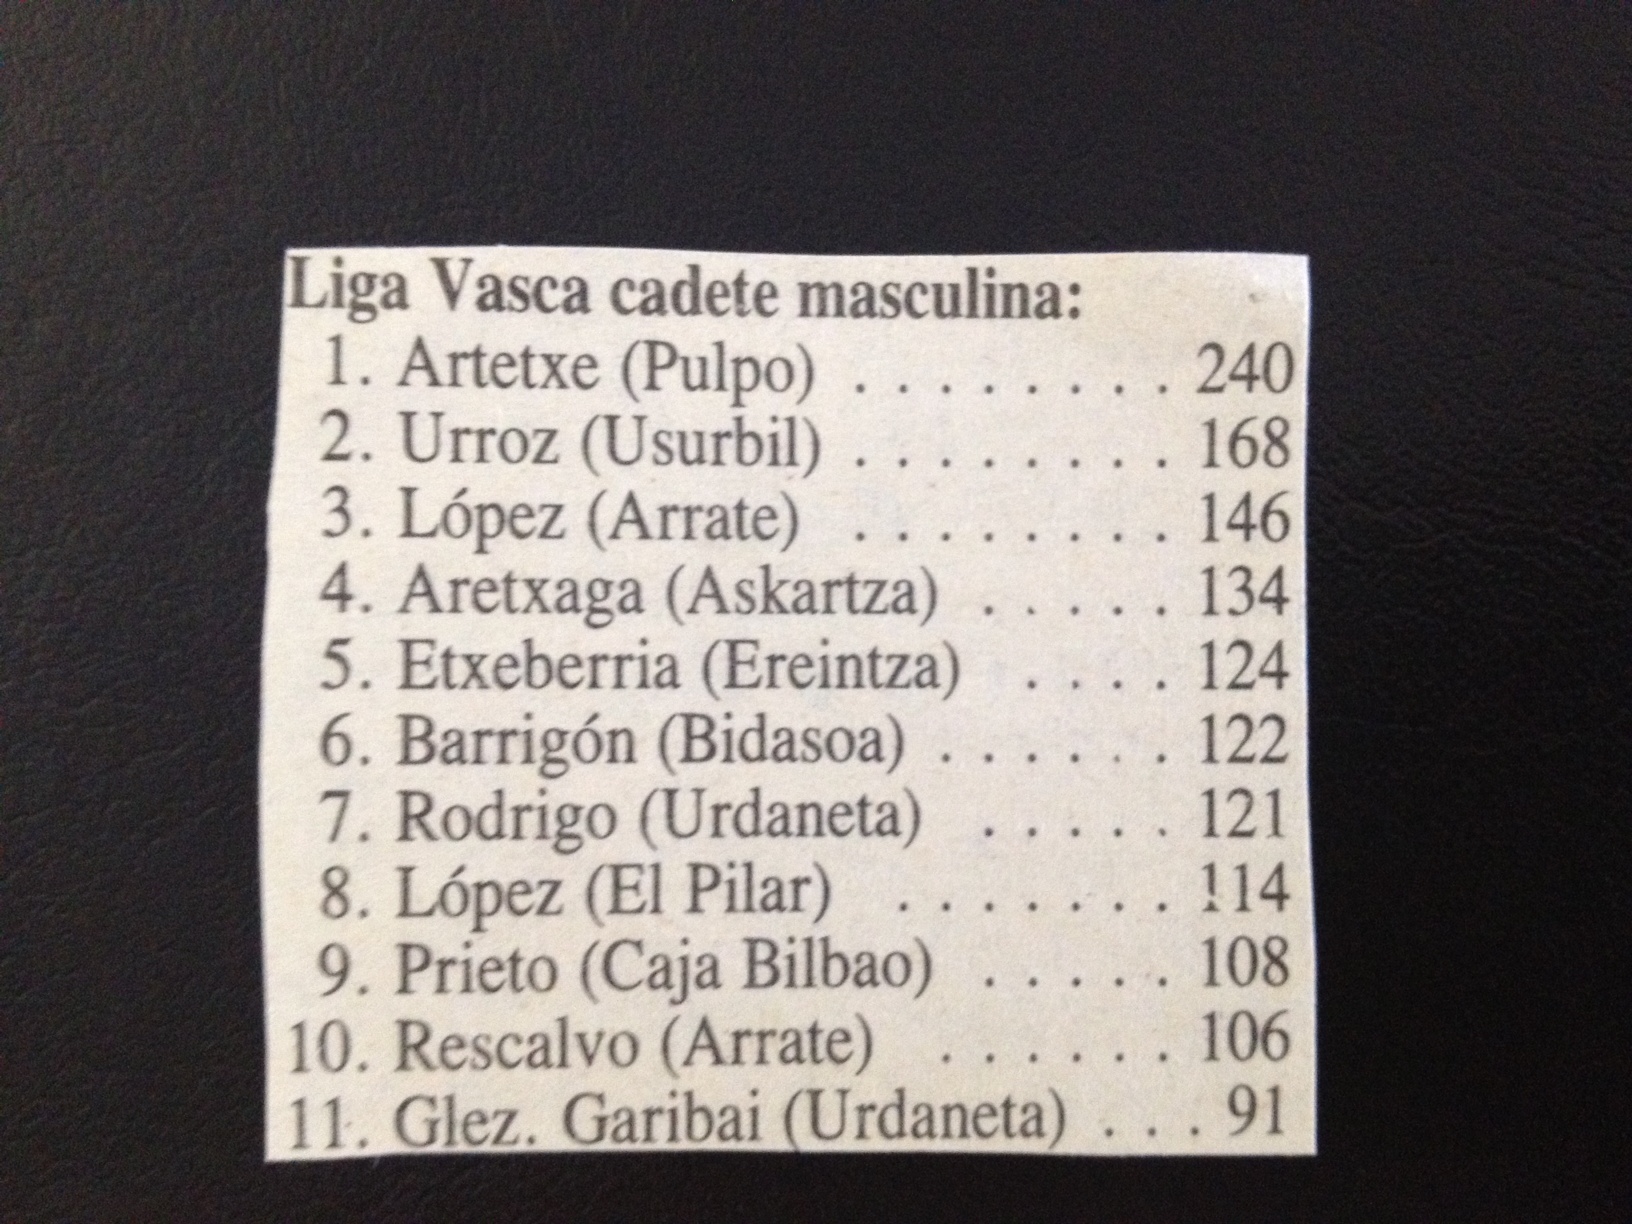 Liga Vasca cadete masculina:
1. Artetxe (Pulpo) . . . . . . . . 240
2. Urroz (Usurbil) . . . . . . . . 168
3. López (Arrate) . . . . . . . . 146
4. Aretxaga (Askartza) . . . . . 134
5. Etxeberria (Ereintza) . . . . 124
6. Barrigón (Bidasoa) . . . . . . 122
7. Rodrigo (Urdaneta) . . . . . 121
8. López (El Pilar) . . . . . . . 114
9. Prieto (Caja Bilbao) . . . . . 108
10. Rescalvo (Arrate) . . . . . . 106
11. Glez. Garibai (Urdaneta) . . . 91